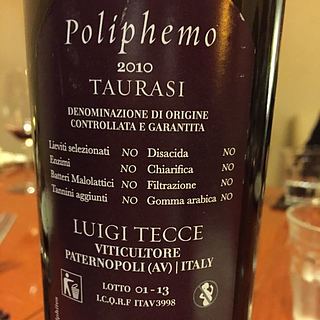 Poliphemo
2010
TAURASI
DENOMINAZIONE DI ORIGINE
CONTROLLATA E GARANTITA
Lieviti selezionati NO Disacida NO
Enzimi NO Chiarifica NO
Batteri Malolattici NO Filtrazione NO
Tannini aggiunti NO Gomma arabica NO
LUIGI TECCE
VITICULTORE
PATERNOPOLI (AV) | ITALY
LOTTO 01 - 13
I.C.Q.R.F ITAV3998